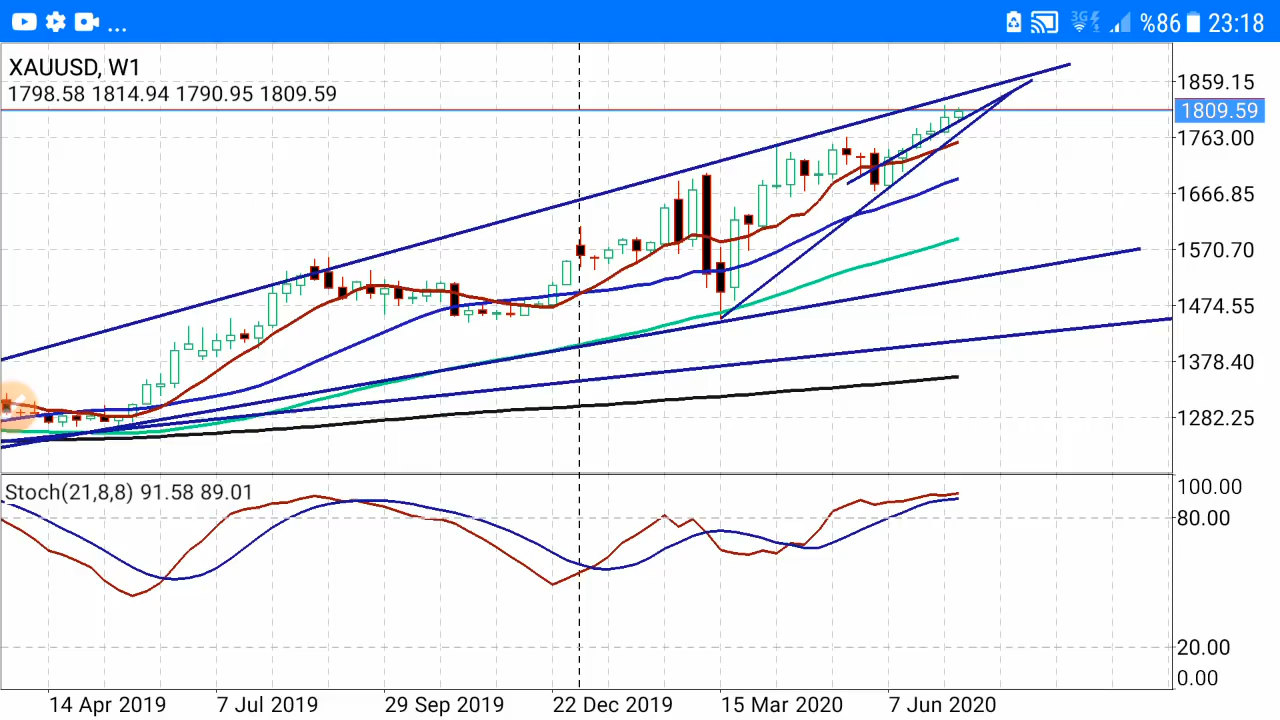 ... 3G %86 23:18
XAUUSD, W1
1798.58 1814.94 1790.95 1809.59
1859.15
1809.59
1763.00
1666.85
1570.70
1474.55
1378.40
1282.25
Stoch(21,8,8) 91.58 89.01
100.00
80.00
20.00
0.00
14 Apr 2019 7 Jul 2019 29 Sep 2019 22 Dec 2019 15 Mar 2020 7 Jun 2020